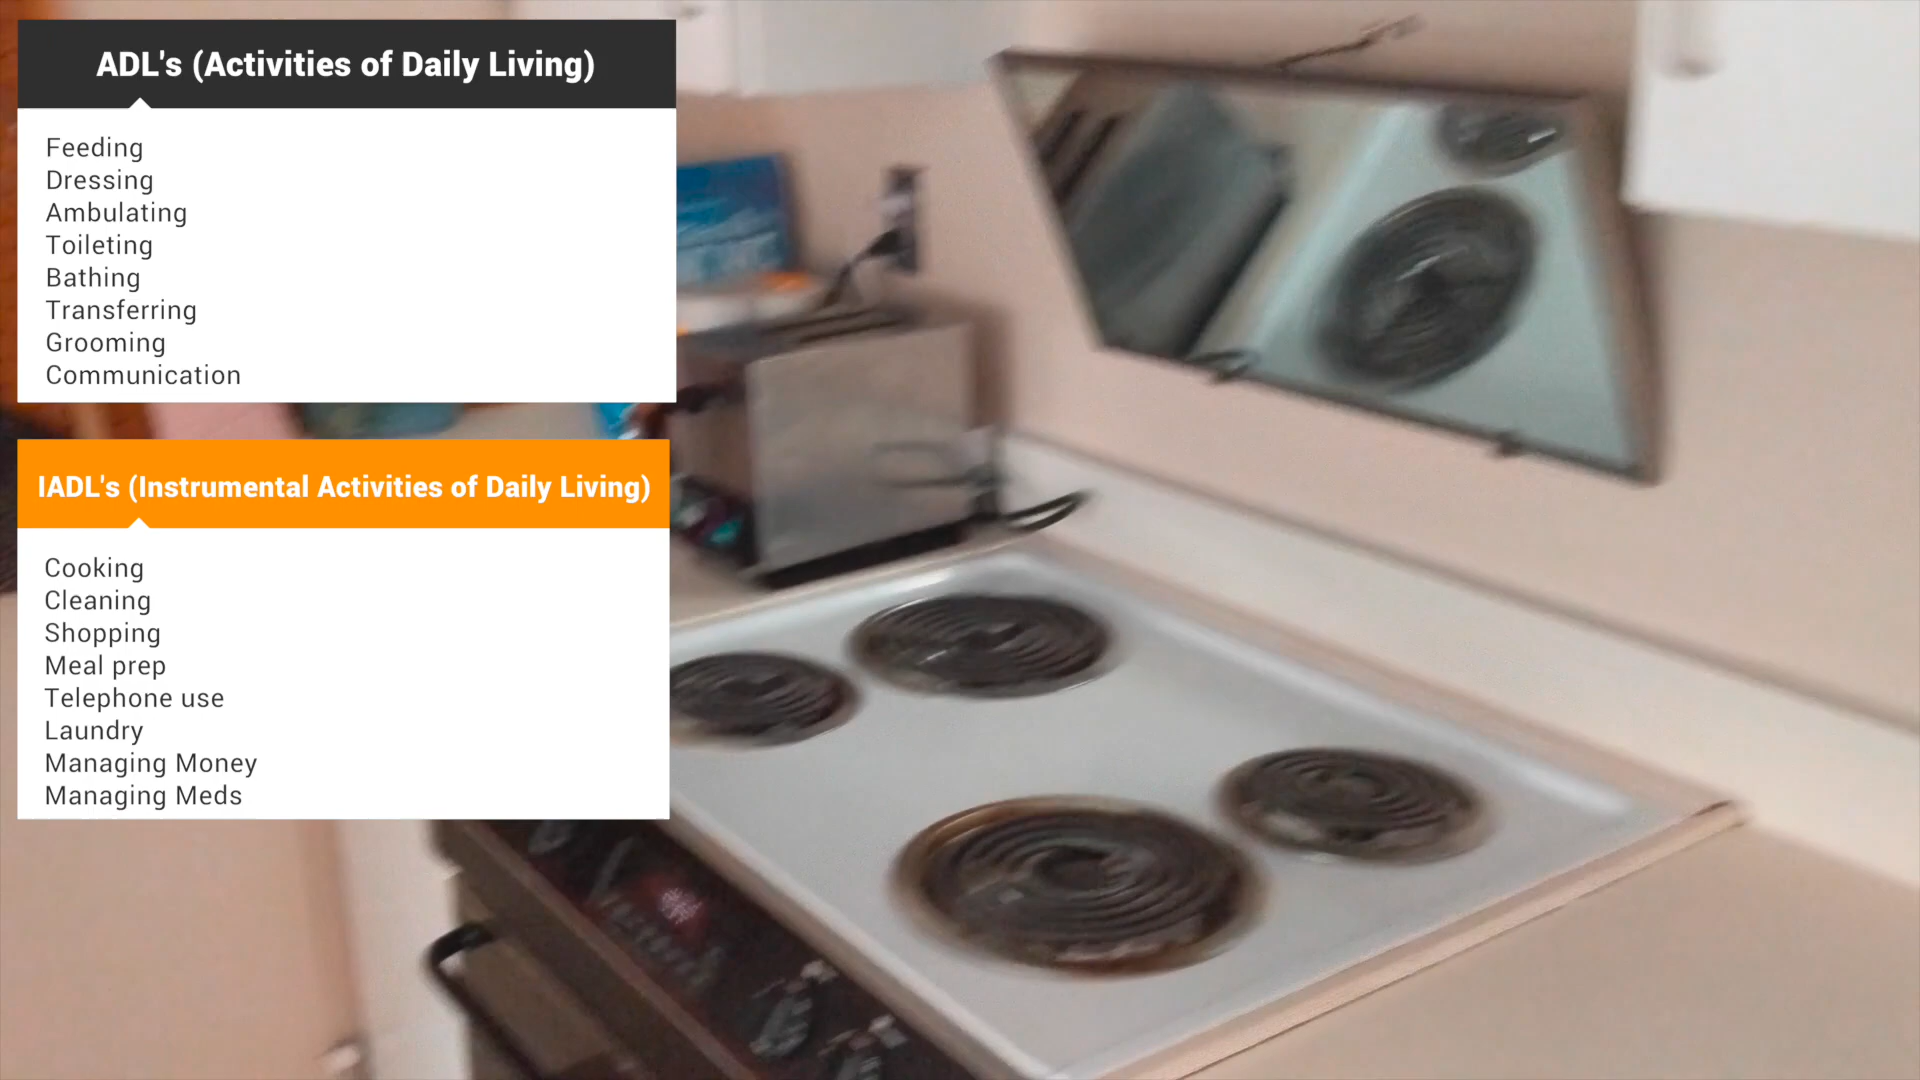 ADL's (Activities of Daily Living)
Feeding
Dressing
Ambulating
Toileting
Bathing
Transferring
Grooming
Communication
IADL's (Instrumental Activities of Daily Living)
Cooking
Cleaning
Shopping
Meal prep
Telephone use
Laundry
Managing Money
Managing Meds